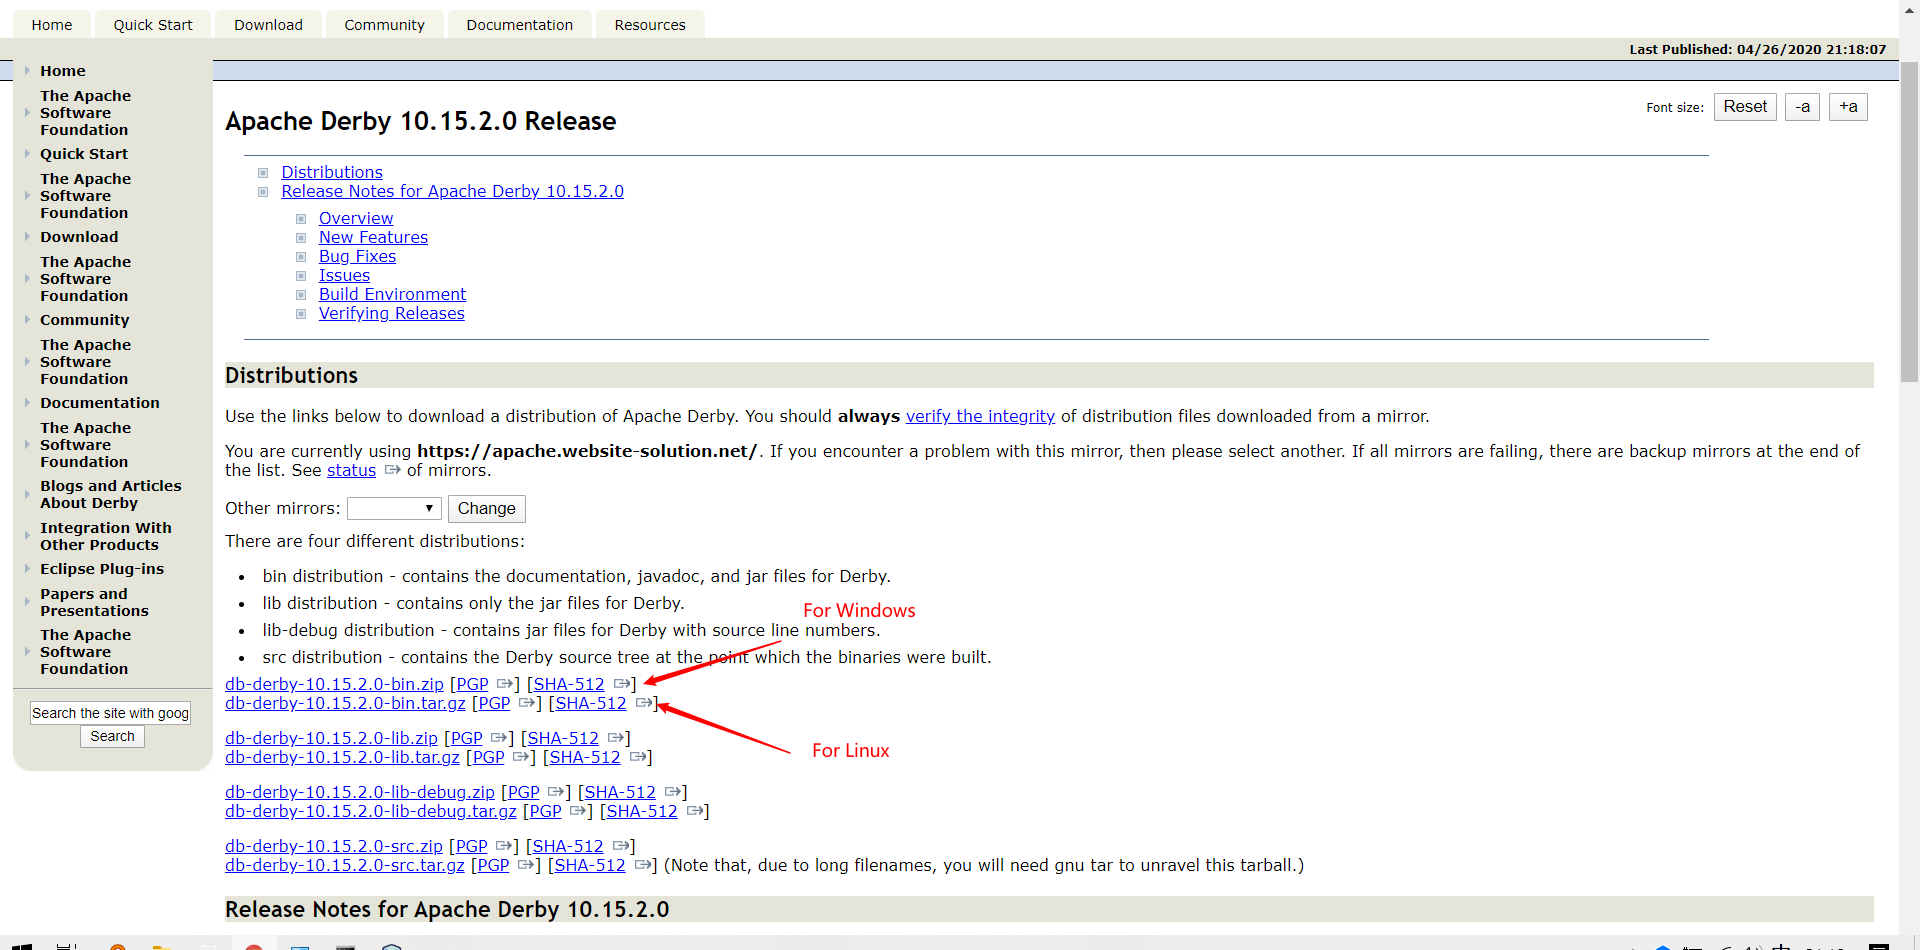 Home Quick Start Download Community Documentation Resources
Last Published: 04/26/2020 21:18:07
Home
The Apache
Software
Foundation
Quick Start
The Apache
Software
Foundation
Download
The Apache
Software
Foundation
Community
The Apache
Software
Foundation
Documentation
The Apache
Software
Foundation
Blogs and Articles
About Derby
Integration With
Other Products
Eclipse Plug-ins
Papers and
Presentations
The Apache
Software
Foundation
Search the site with goog
Search
Font size: Reset -a +a
Apache Derby 10.15.2.0 Release
Distributions
Release Notes for Apache Derby 10.15.2.0
Overview
New Features
Bug Fixes
Issues
Build Environment
Verifying Releases
Distributions
Use the links below to download a distribution of Apache Derby. You should always verify the integrity of distribution files downloaded from a mirror.
You are currently using https://apache.website-solution.net/. If you encounter a problem with this mirror, then please select another. If all mirrors are failing, there are backup mirrors at the end of
the list. See status of mirrors.
Other mirrors: Change
There are four different distributions:
• bin distribution - contains the documentation, javadoc, and jar files for Derby.
• lib distribution - contains only the jar files for Derby.
For Windows
• lib-debug distribution - contains jar files for Derby with source line numbers.
• src distribution - contains the Derby source tree at the point which the binaries were built.
db-derby-10.15.2.0-bin.zip [PGP] [SHA-512]
db-derby-10.15.2.0-bin.tar.gz [PGP] [SHA-512]
db-derby-10.15.2.0-lib.zip [PGP] [SHA-512]
For Linux
db-derby-10.15.2.0-lib.tar.gz [PGP] [SHA-512]
db-derby-10.15.2.0-lib-debug.zip [PGP] [SHA-512]
db-derby-10.15.2.0-lib-debug.tar.gz [PGP] [SHA-512]
db-derby-10.15.2.0-src.zip [PGP] [SHA-512]
db-derby-10.15.2.0-src.tar.gz [PGP] [SHA-512] (Note that, due to long filenames, you will need gnu tar to unravel this tarball.)
Release Notes for Apache Derby 10.15.2.0